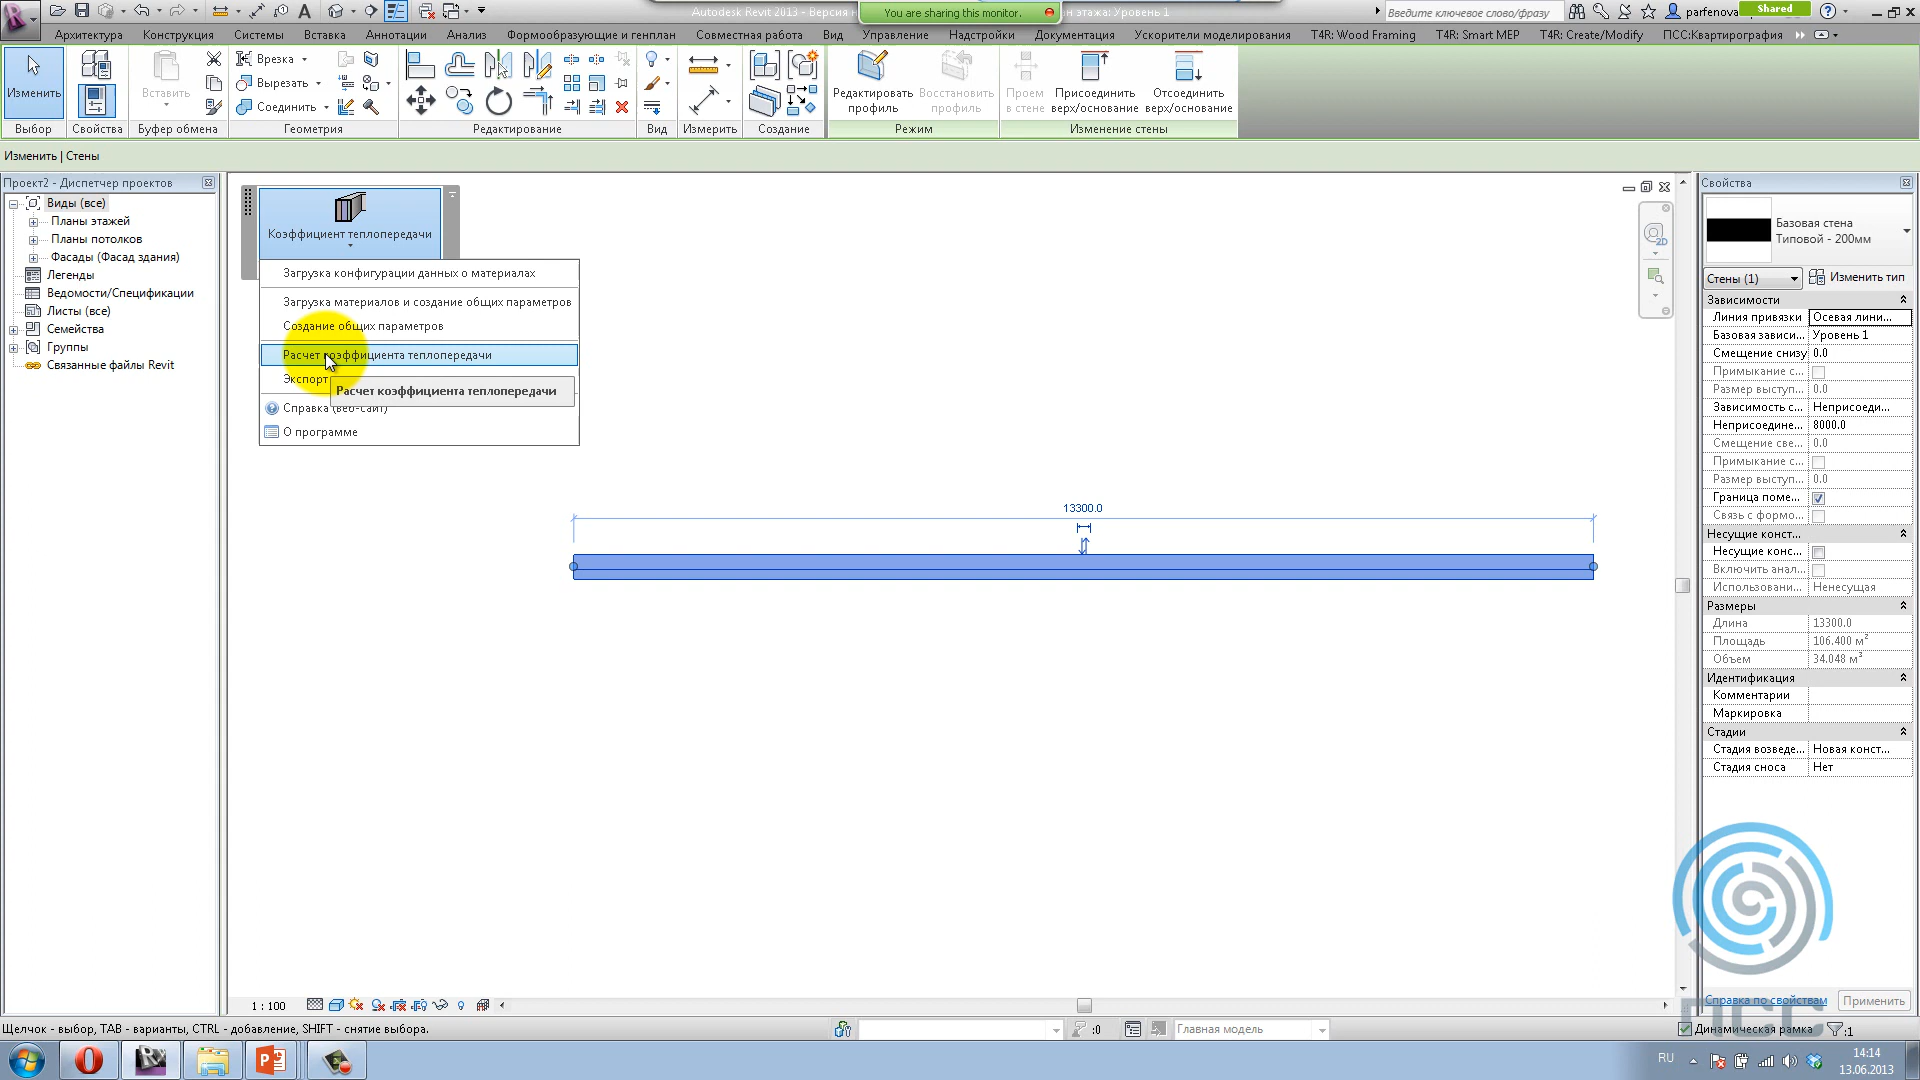 Autodesk Revit 2013 - Версия
You are sharing this monitor.
этажа: Уровень 1
Введите ключевое слово/фразу
parfenova
Shared
Архитектура Конструкция Системы Вставка Аннотации Анализ Формообразующие и генплан Совместная работа Вид Управление Надстройки Документация Ускорители моделирования T4R: Wood Framing T4R: Smart MEP T4R: Create/Modify ПСС:Квартирография
Изменить
Вставить
Врезка
Вырезать
Соединить
Редактировать профиль
Восстановить профиль
Проем в стене
Присоединить верх/основание
Отсоединить верх/основание
Выбор Свойства Буфер обмена Геометрия Редактирование Вид Измерить Создание Режим Изменение стены
Изменить | Стены
Проект2 - Диспетчер проектов
Виды (все)
Планы этажей
Планы потолков
Фасады (Фасад здания)
Легенды
Ведомости/Спецификации
Листы (все)
Семейства
Группы
Связанные файлы Revit
Коэффициент теплопередачи
Загрузка конфигурации данных о материалах
Загрузка материалов и создание общих параметров
Создание общих параметров
Расчет коэффициента теплопередачи
Экспорт
Расчет коэффициента теплопередачи
Справка (веб-сайт)
О программе
13300.0
2D
Свойства
Базовая стена
Типовой - 200мм
Стены (1) Изменить тип
Зависимости
Линия привязки Осевая лини...
Базовая зависи... Уровень 1
Смещение снизу 0.0
Примыкание с...
Размер выступ... 0.0
Зависимость с... Неприсоеди...
Неприсоедине... 8000.0
Смещение све... 0.0
Примыкание с...
Размер выступ... 0.0
Граница поме...
Связь с формо...
Несущие конст...
Несущие конс...
Включить анал...
Использовани... Ненесущая
Размеры
Длина 13300.0
Площадь 106.400 м²
Объем 34.048 м³
Идентификация
Комментарии
Маркировка
Стадии
Стадия возведе... Новая конст...
Стадия сноса Нет
Справка по свойствам Применить
ПСС
1 : 100
Щелчок - выбор, TAB - варианты, CTRL - добавление, SHIFT - снятие выбора.
:0
Главная модель
Динамическая рамка
:1
RU
14:14
13.06.2013